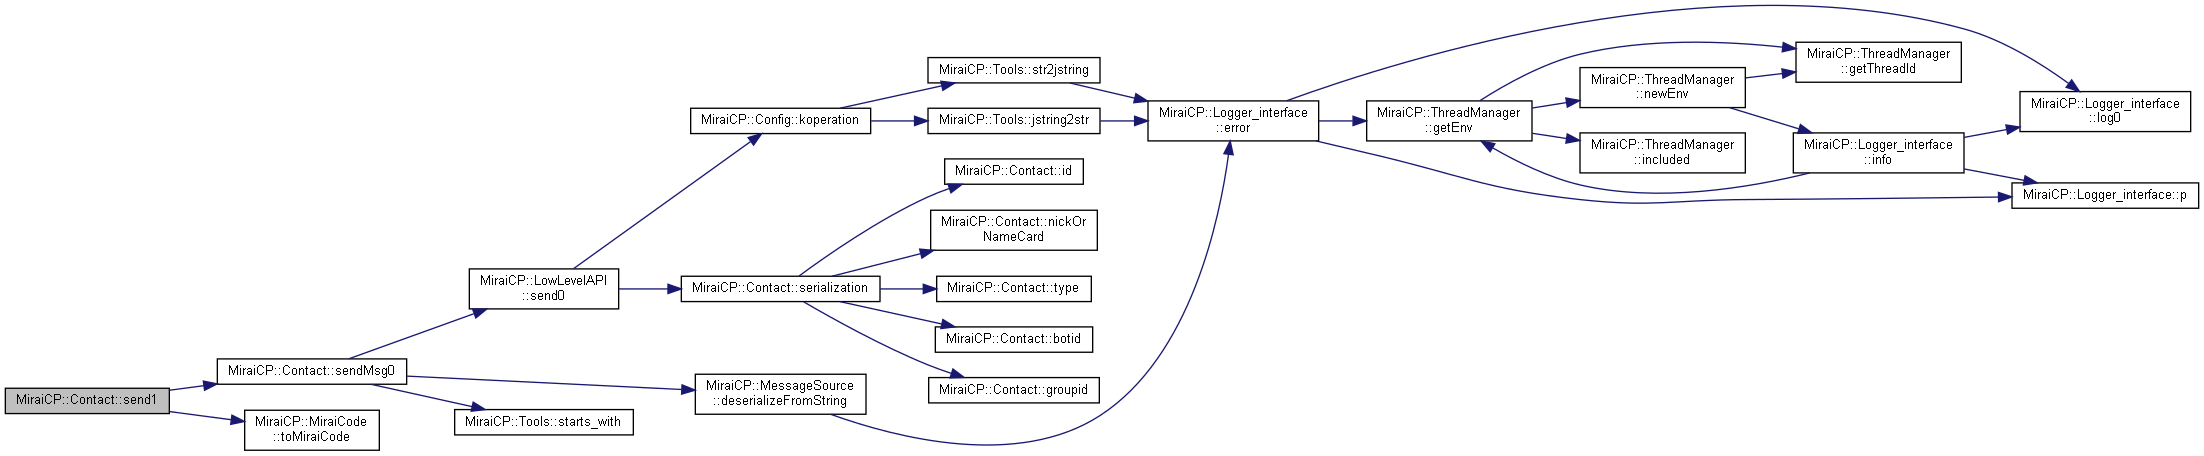 MiraiCP::Contact::send1
MiraiCP::Contact::sendMsg0
MiraiCP::MiraiCode
::toMiraiCode
MiraiCP::LowLevelAPI
::send0
MiraiCP::Tools::starts_with
MiraiCP::Config::koperation
MiraiCP::Contact::serialization
MiraiCP::MessageSource
::deserializeFromString
MiraiCP::Tools::str2jstring
MiraiCP::Tools::jstring2str
MiraiCP::Contact::id
MiraiCP::Contact::nickOr
NameCard
MiraiCP::Contact::type
MiraiCP::Contact::botid
MiraiCP::Contact::groupid
MiraiCP::Logger_interface
::error
MiraiCP::ThreadManager
::getEnv
MiraiCP::ThreadManager
::newEnv
MiraiCP::ThreadManager
::included
MiraiCP::ThreadManager
::getThreadId
MiraiCP::Logger_interface
::info
MiraiCP::Logger_interface
::log0
MiraiCP::Logger_interface::p